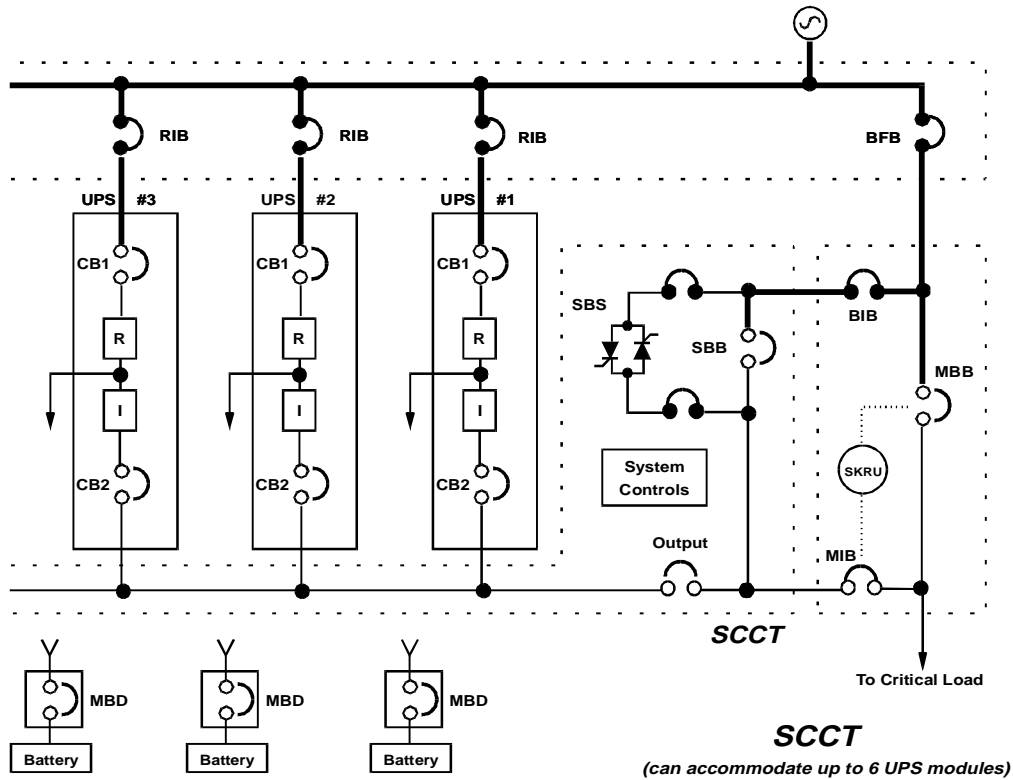 RIB
RIB
RIB
BFB
UPS #3
UPS #2
UPS #1
CB1
CB1
CB1
SBS
SBB
BIB
R
R
R
MBB
I
I
I
System
Controls
SKRU
CB2
CB2
CB2
Output
MIB
SCCT
To Critical Load
MBD
MBD
MBD
Battery
Battery
Battery
SCCT
(can accommodate up to 6 UPS modules)